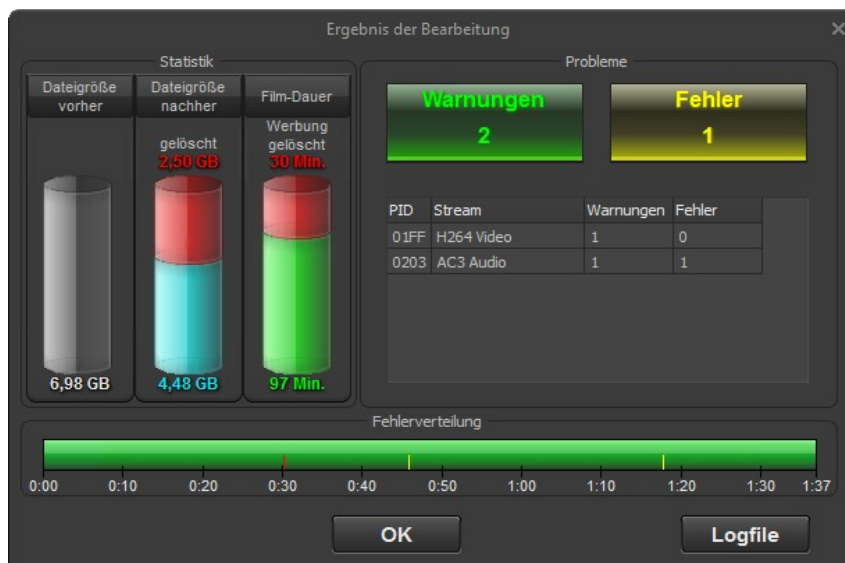 Ergebnis der Bearbeitung
Statistik
Dateigröße vorher
Dateigröße nachher
Film-Dauer
gelöscht
2,50 GB
Werbung gelöscht
30 Min.
6,98 GB
4,48 GB
97 Min.
Probleme
Warnungen
2
Fehler
1
PID Stream Warnungen Fehler
01FF H264 Video 1 0
0203 AC3 Audio 1 1
Fehlerverteilung
0:00 0:10 0:20 0:30 0:40 0:50 1:00 1:10 1:20 1:30 1:37
OK
Logfile